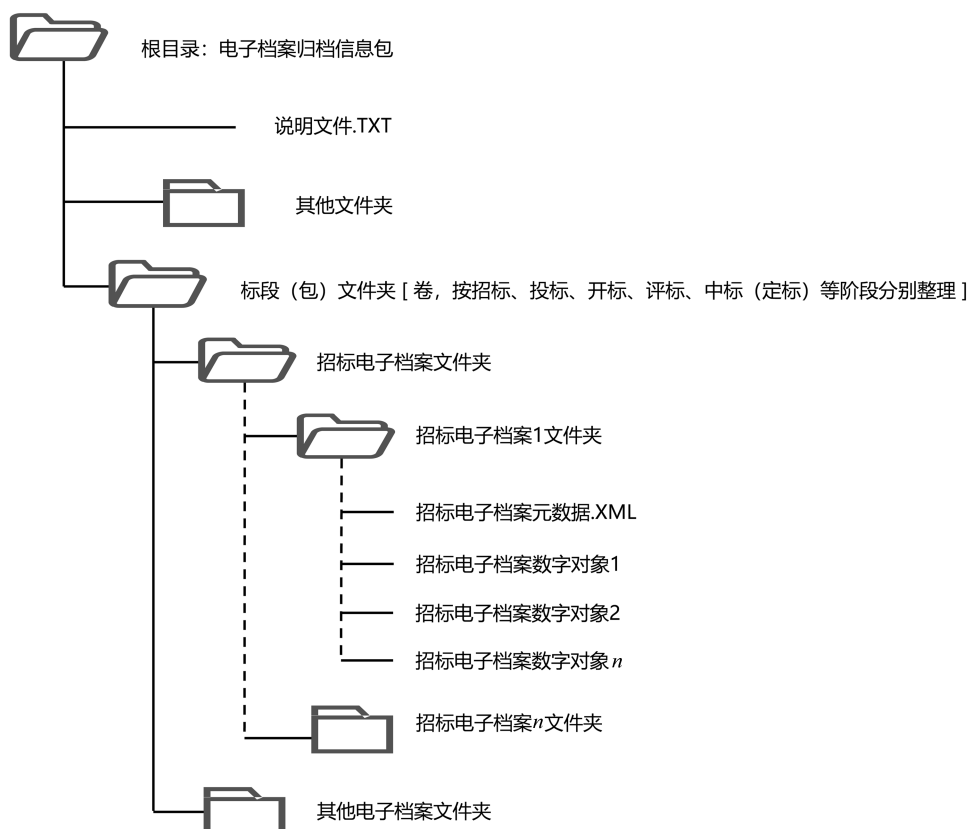 根目录：电子档案归档信息包
说明文件.TXT
其他文件夹
标段（包）文件夹 [ 卷，按招标、投标、开标、评标、中标（定标）等阶段分别整理 ]
招标电子档案文件夹
招标电子档案1文件夹
招标电子档案元数据.XML
招标电子档案数字对象1
招标电子档案数字对象2
招标电子档案数字对象n
招标电子档案n文件夹
其他电子档案文件夹